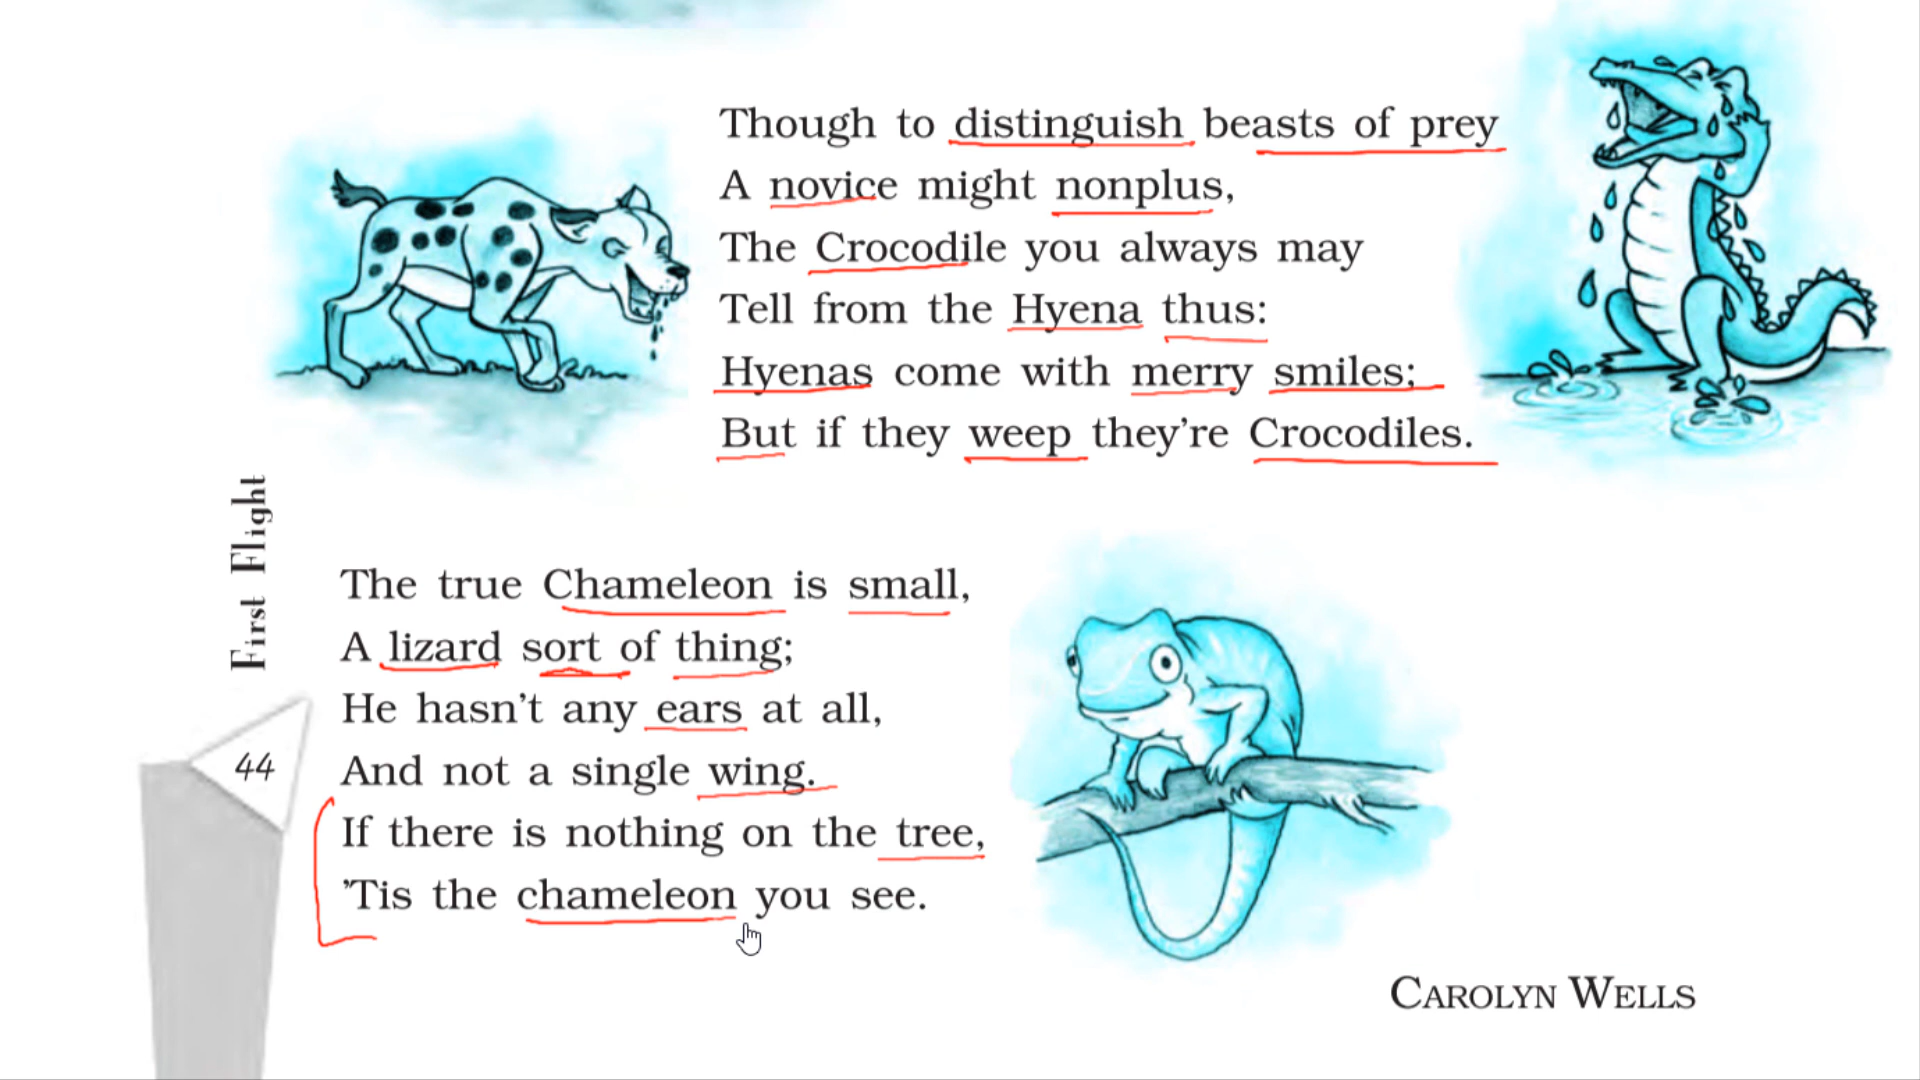 Though to distinguish beasts of prey
A novice might nonplus,
The Crocodile you always may
Tell from the Hyena thus:
Hyenas come with merry smiles;
But if they weep they're Crocodiles.
First Flight
44
The true Chameleon is small,
A lizard sort of thing;
He hasn't any ears at all,
And not a single wing.
If there is nothing on the tree,
'Tis the chameleon you see.
CAROLYN WELLS